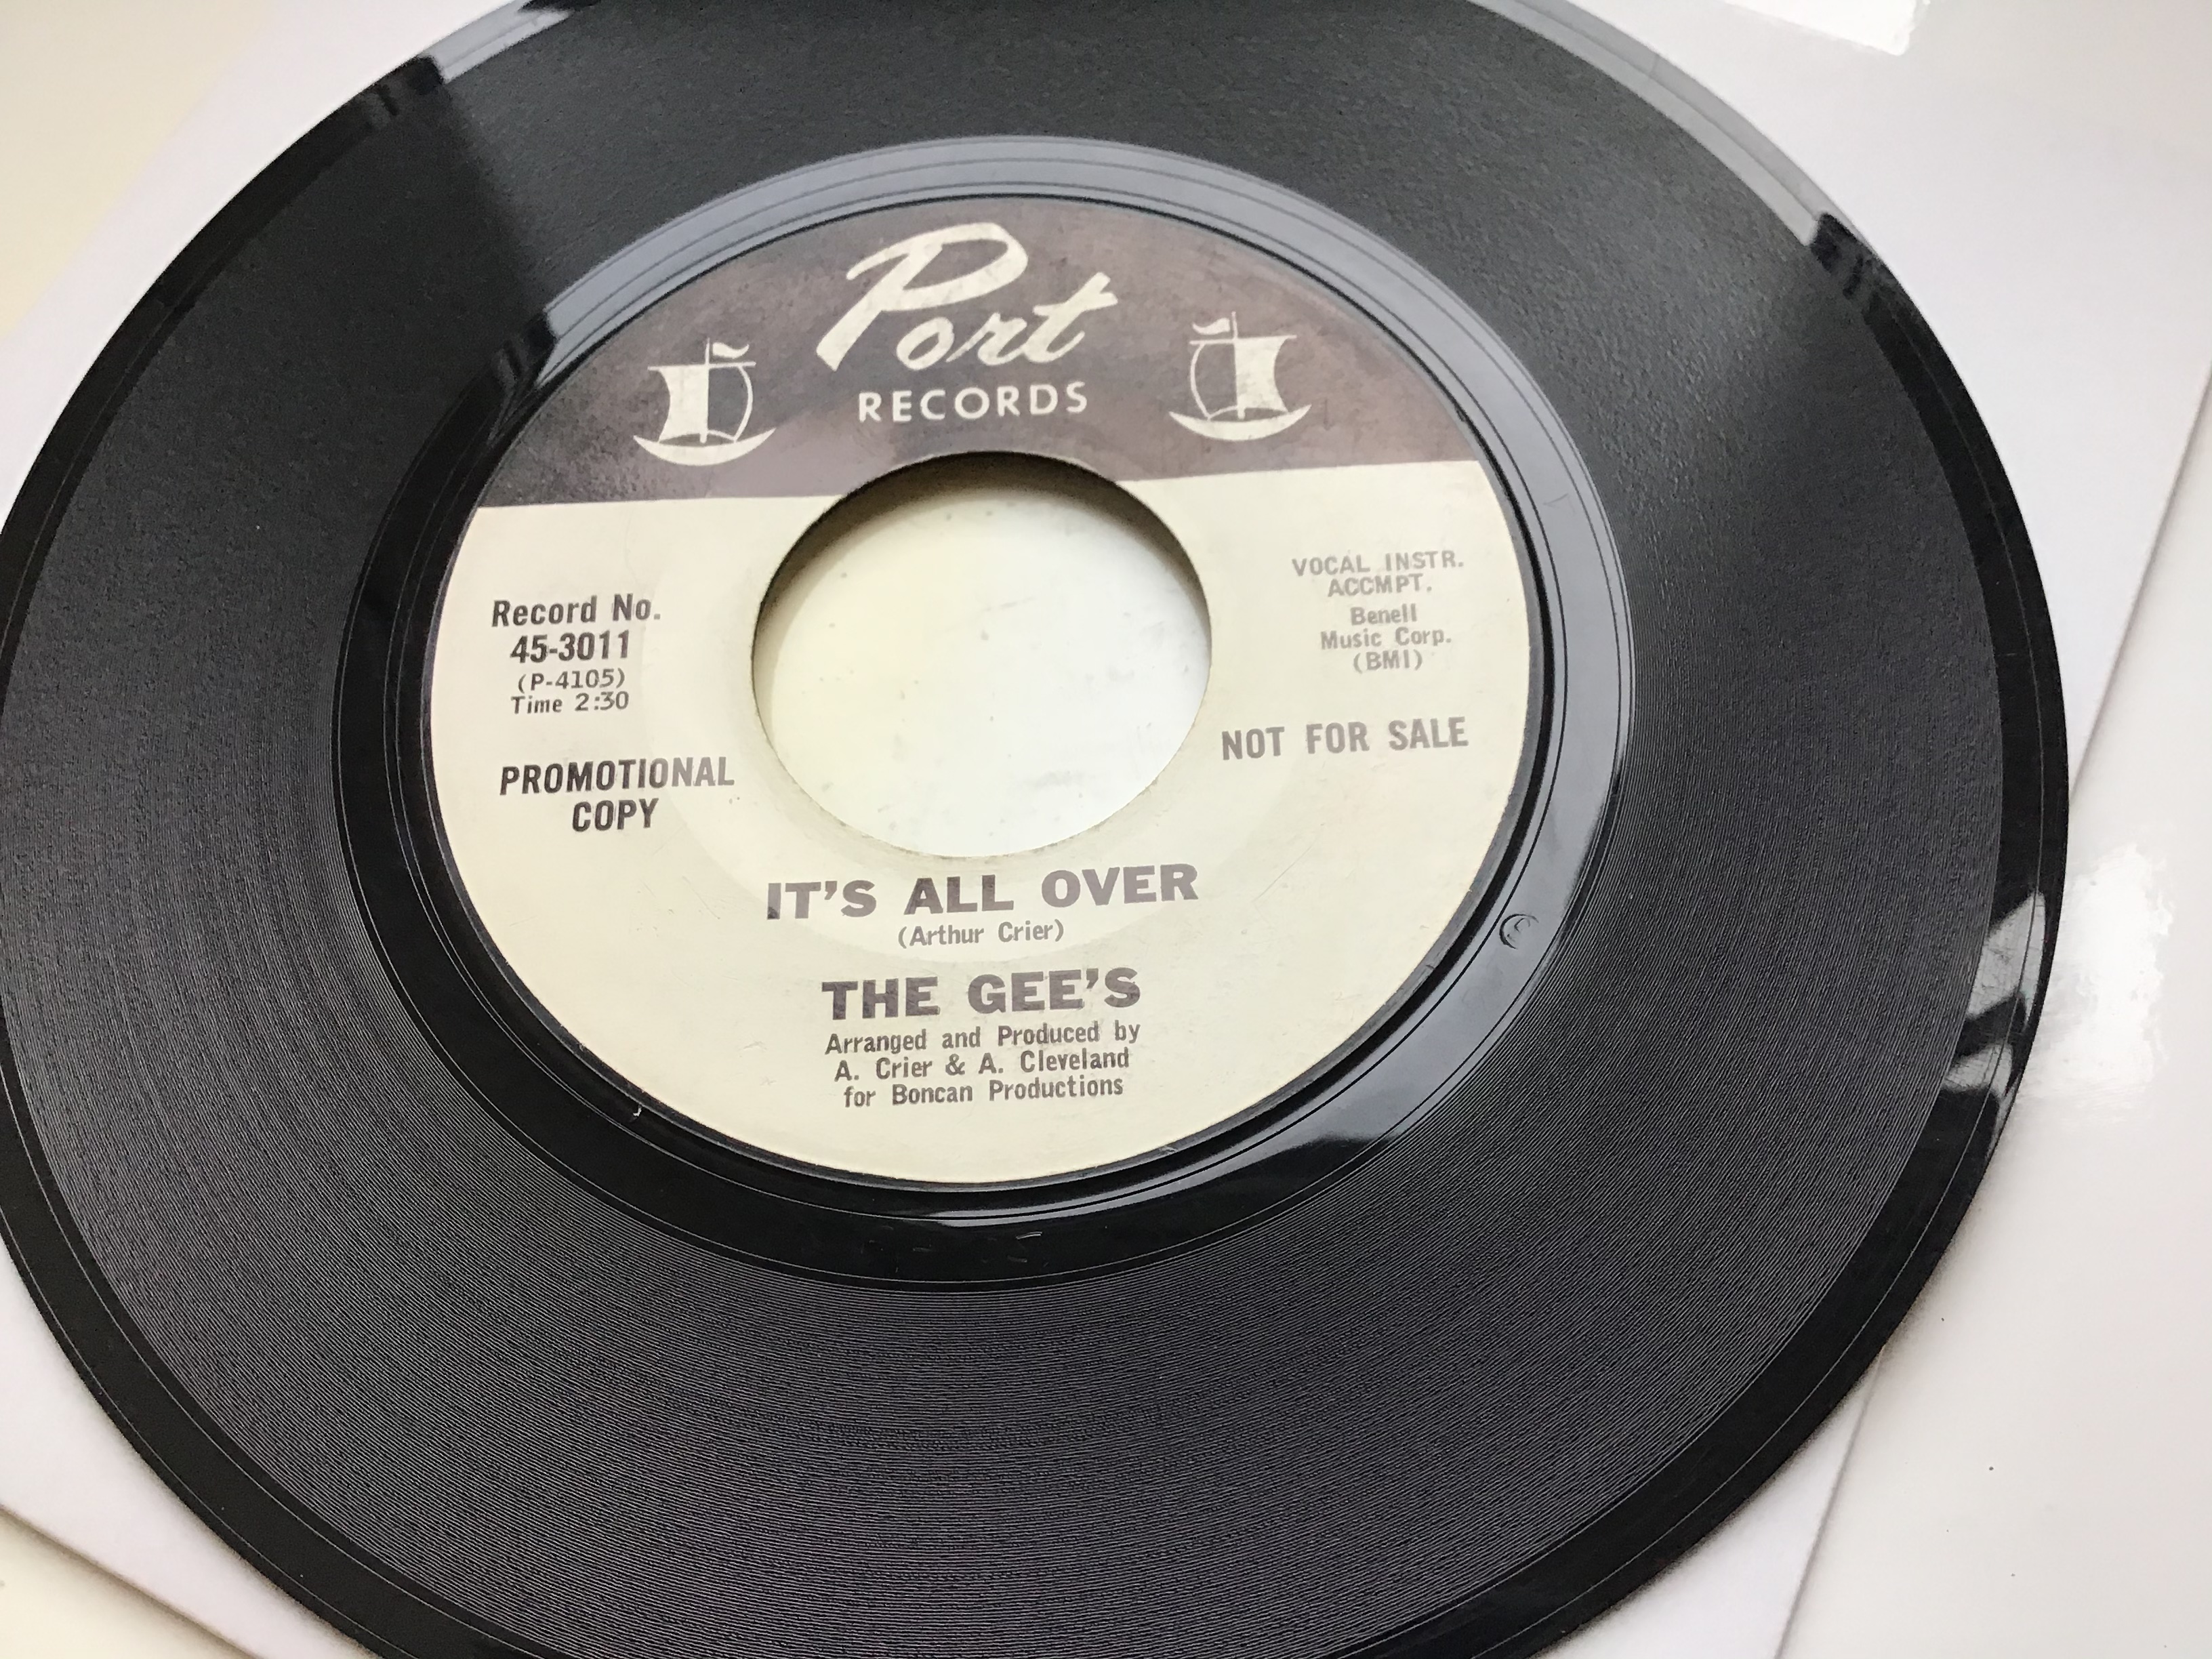 Port
RECORDS
Record No.
45-3011
(P-4105)
Time 2:30
PROMOTIONAL
COPY
VOCAL INSTR.
ACCMPT.
Benell
Music Corp.
(BMI)
NOT FOR SALE
IT'S ALL OVER
(Arthur Crier)
THE GEE'S
Arranged and Produced by
A. Crier & A. Cleveland
for Boncan Productions